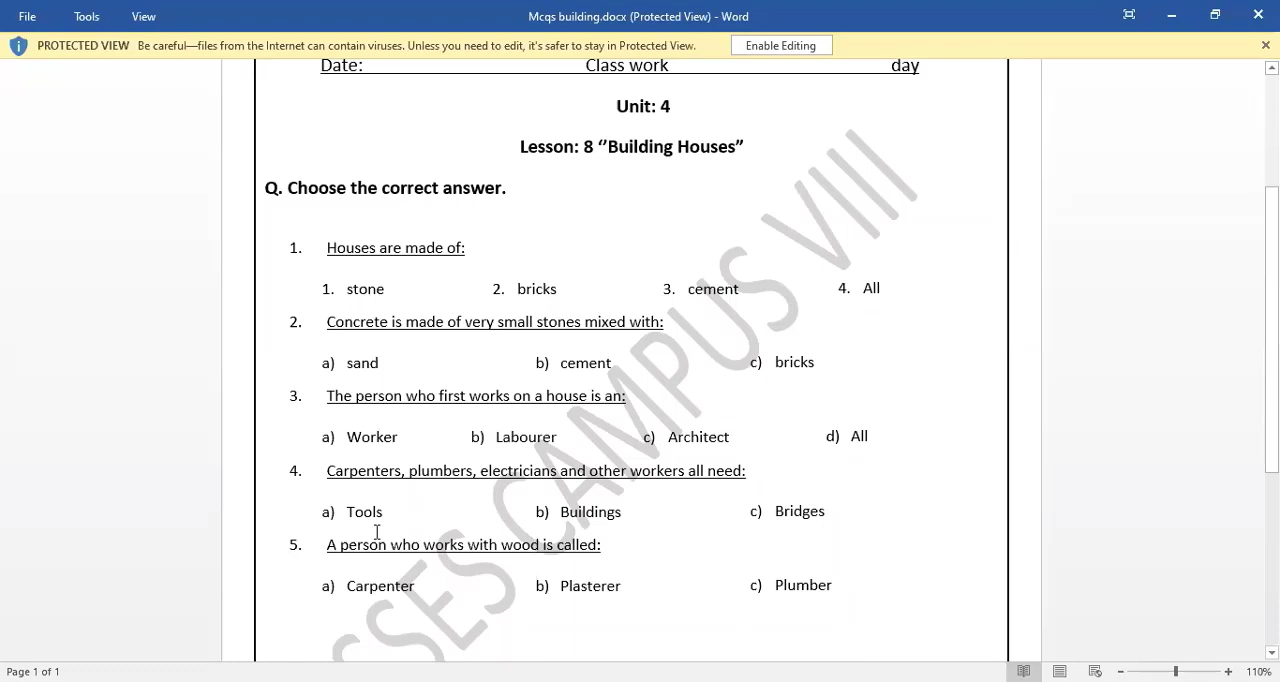 File Tools View Mcqs building.docx (Protected View) - Word
PROTECTED VIEW Be careful—files from the Internet can contain viruses. Unless you need to edit, it's safer to stay in Protected View. Enable Editing
Date: Class work day
Unit: 4
Lesson: 8 ‘’Building Houses”
Q. Choose the correct answer.
1. Houses are made of:
1. stone 2. bricks 3. cement 4. All
2. Concrete is made of very small stones mixed with:
a) sand b) cement c) bricks
3. The person who first works on a house is an:
a) Worker b) Labourer c) Architect d) All
4. Carpenters, plumbers, electricians and other workers all need:
a) Tools b) Buildings c) Bridges
5. A person who works with wood is called:
a) Carpenter b) Plasterer c) Plumber
SSES CAMPUS VIII
Page 1 of 1 110%